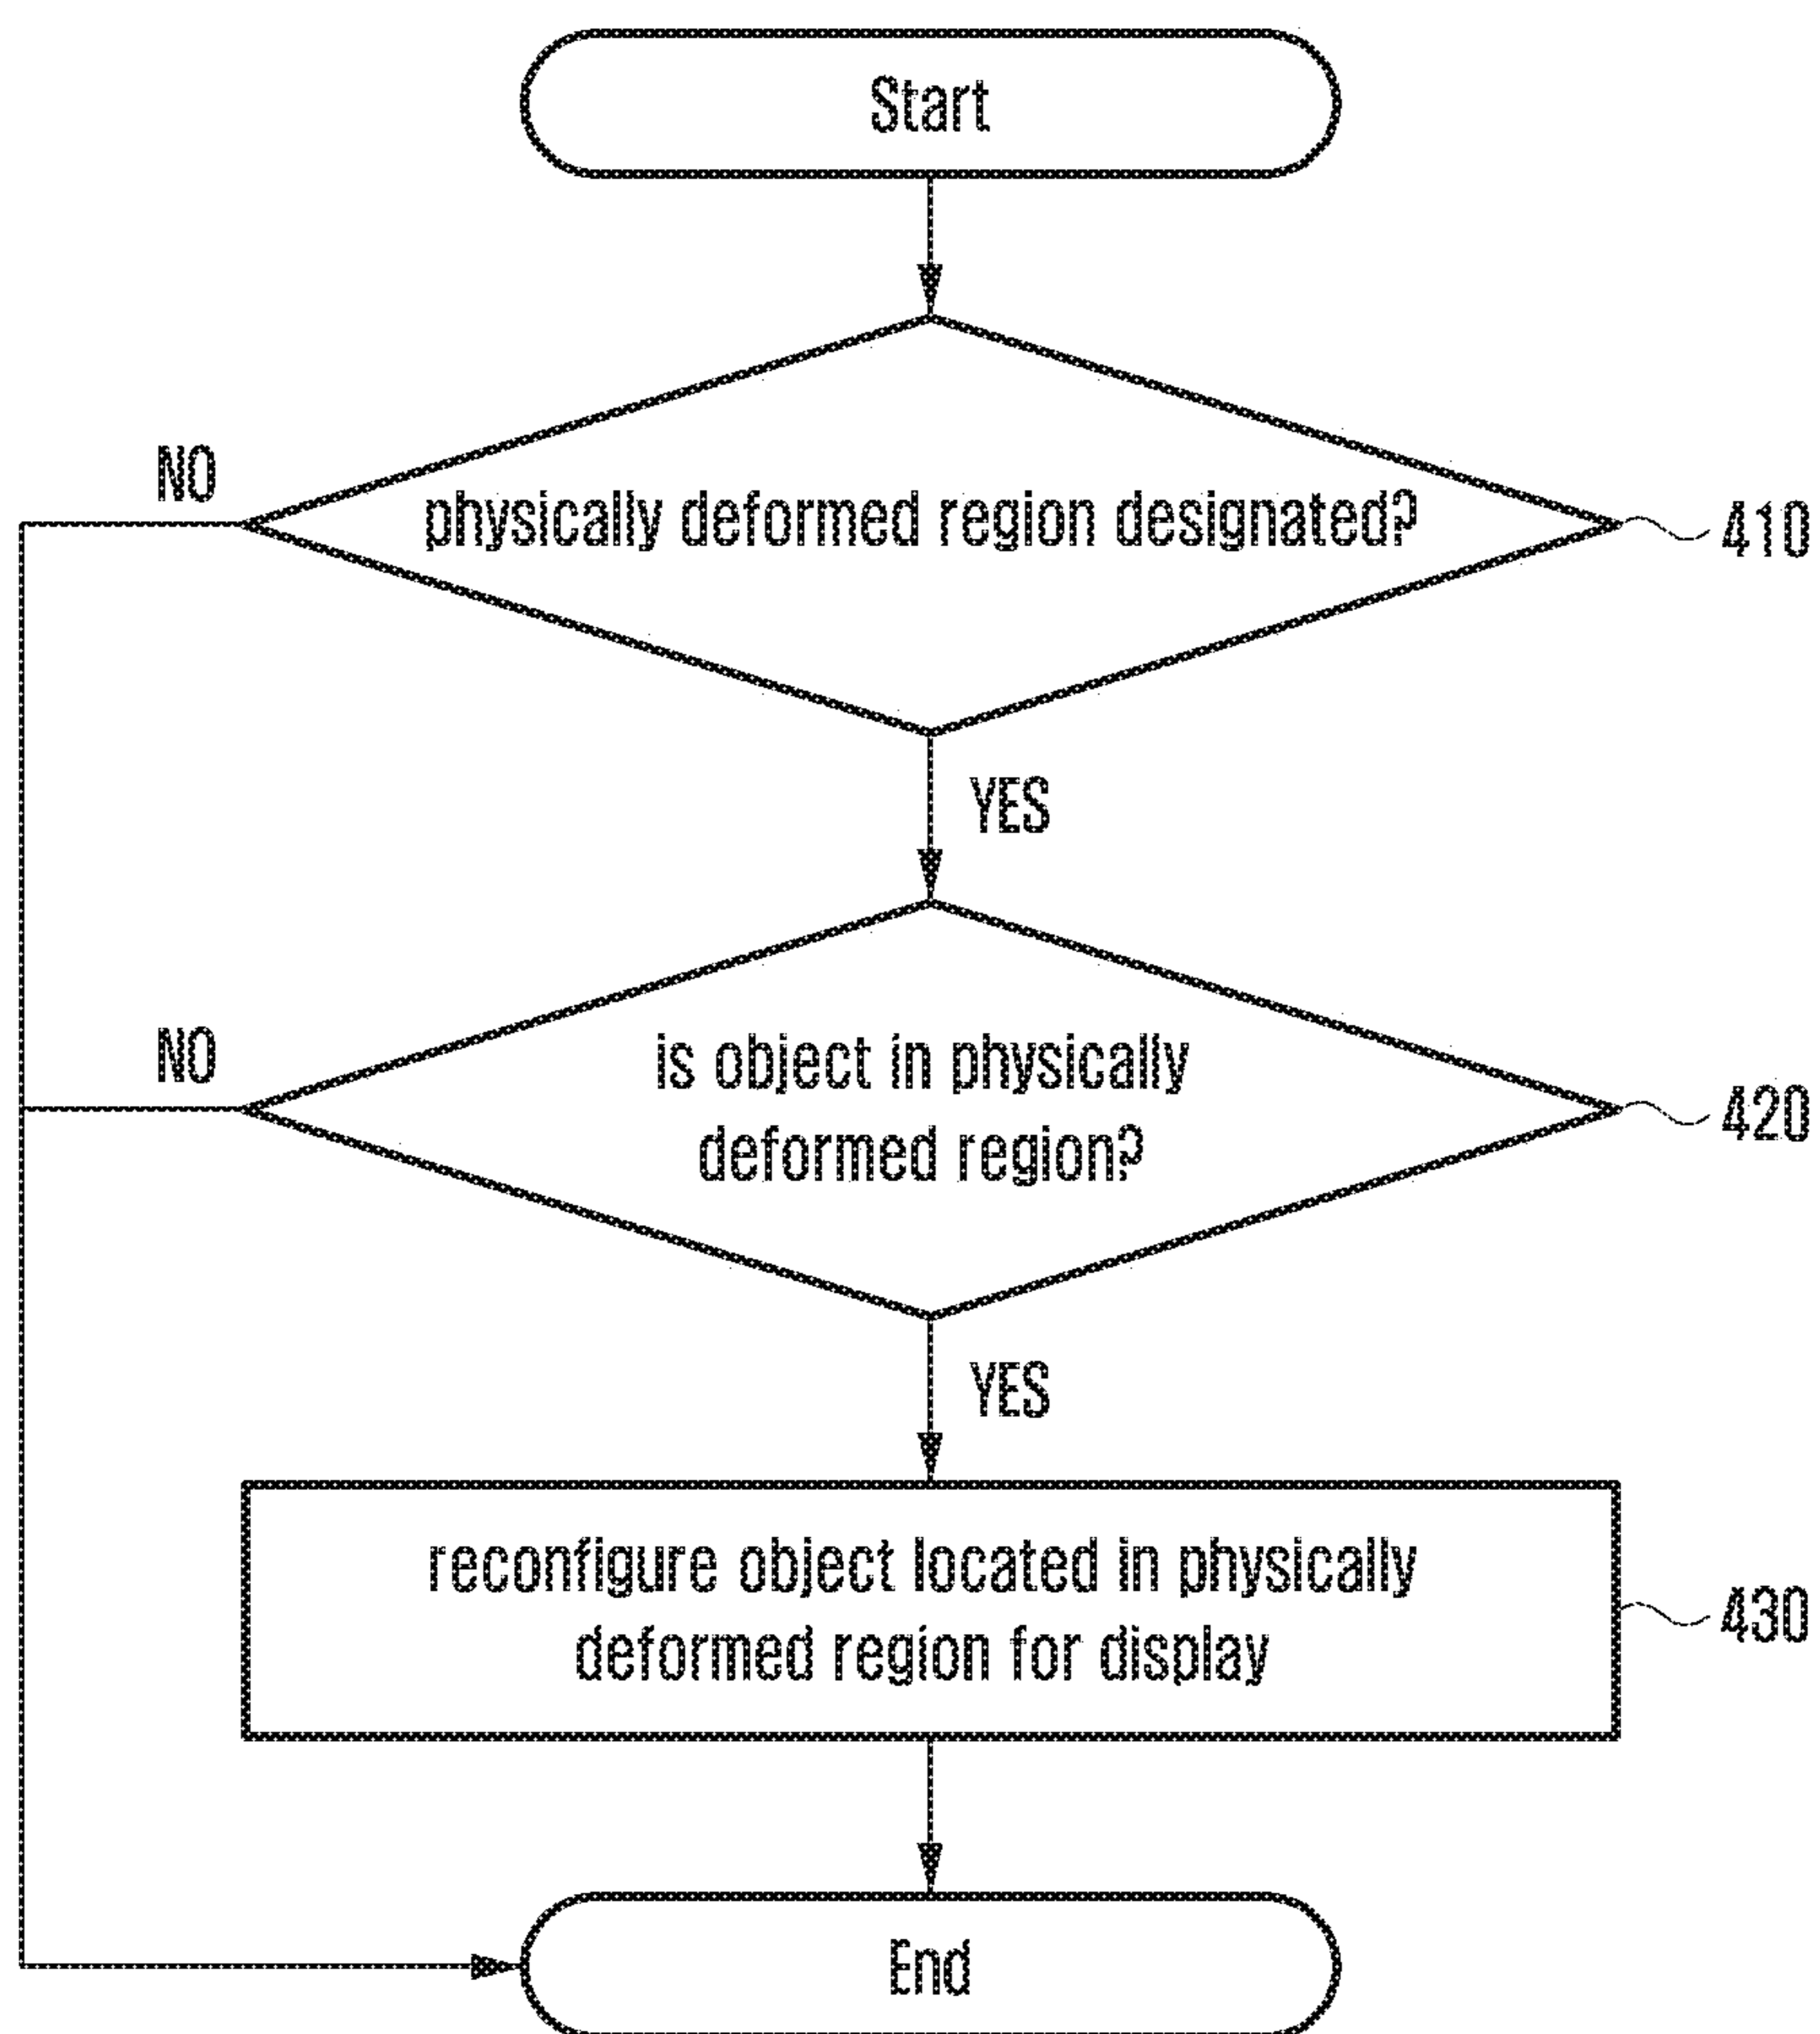 Start
NO
physically deformed region designated?
410
YES
NO
is object in physically
deformed region?
420
YES
reconfigure object located in physically
deformed region for display
430
End